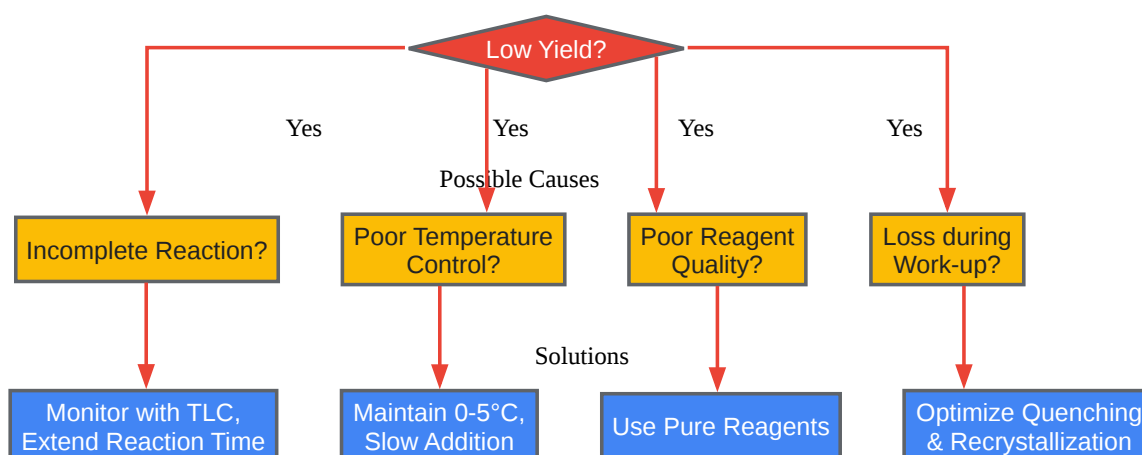 Low Yield?
Yes
Yes
Yes
Yes
Possible Causes
Incomplete Reaction?
Poor Temperature
Control?
Poor Reagent
Quality?
Loss during
Work-up?
Solutions
Monitor with TLC,
Extend Reaction Time
Maintain 0-5°C,
Slow Addition
Use Pure Reagents
Optimize Quenching
& Recrystallization